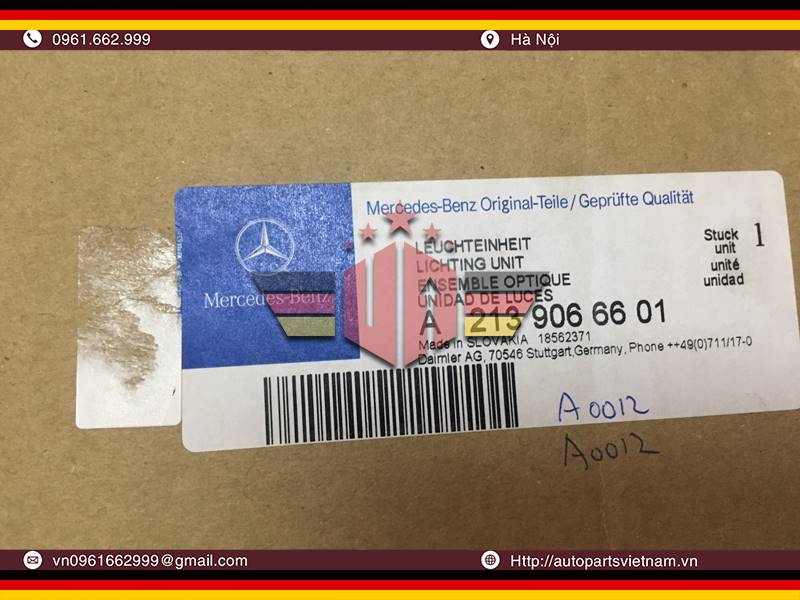 0961.662.999
Hà Nội
Mercedes-Benz Original-Teile / Geprüfte Qualität
LEUCHTEINHEIT
LICHTING UNIT
ENSEMBLE OPTIQUE
UNIDAD DE LUCES
Stuck 1
unit
unité
unidad
Mercedes-Benz
A 213 906 66 01
Made in SLOVAKIA 18562371
Daimler AG, 70546 Stuttgart,Germany, Phone ++49(0)711/17-0
A0012
A0012
vn0961662999@gmail.com
Http://autopartsvietnam.vn